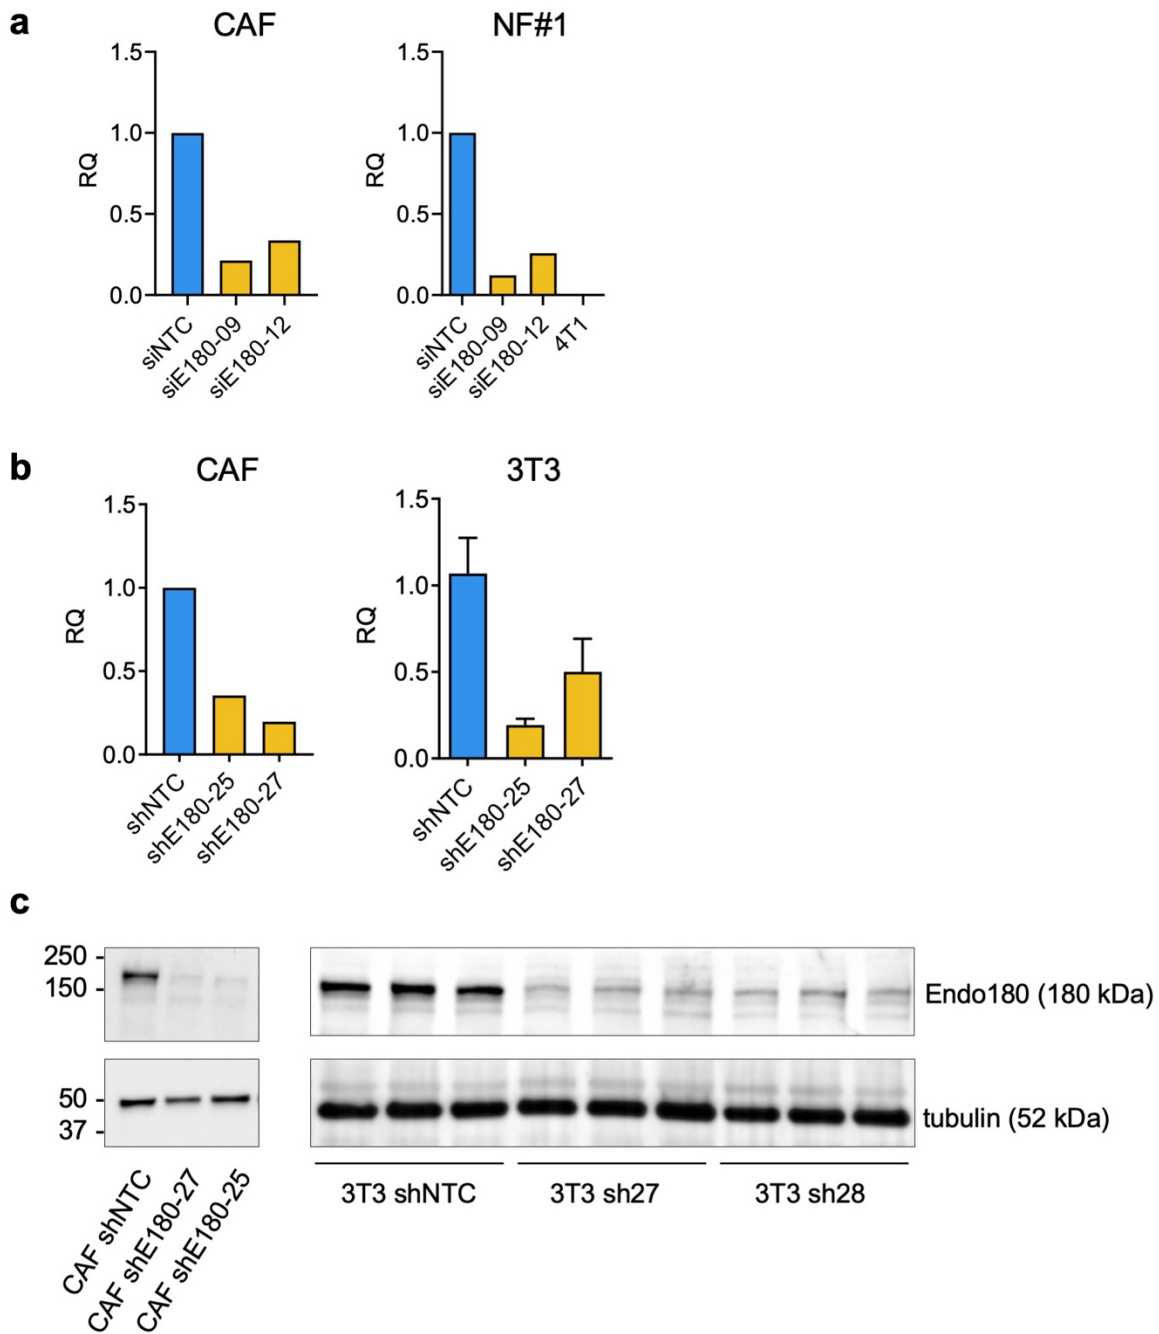 a
CAF
NF#1
1.5
1.0
0.5
0.0
RQ
siNTC
siE180-09
siE180-12
1.5
1.0
0.5
0.0
RQ
siNTC
siE180-09
siE180-12
4T1
b
CAF
3T3
1.5
1.0
0.5
0.0
RQ
shNTC
shE180-25
shE180-27
1.5
1.0
0.5
0.0
RQ
shNTC
shE180-25
shE180-27
c
250
150
Endo180 (180 kDa)
50
37
tubulin (52 kDa)
CAF shNTC
CAF shE180-27
CAF shE180-25
3T3 shNTC
3T3 sh27
3T3 sh28